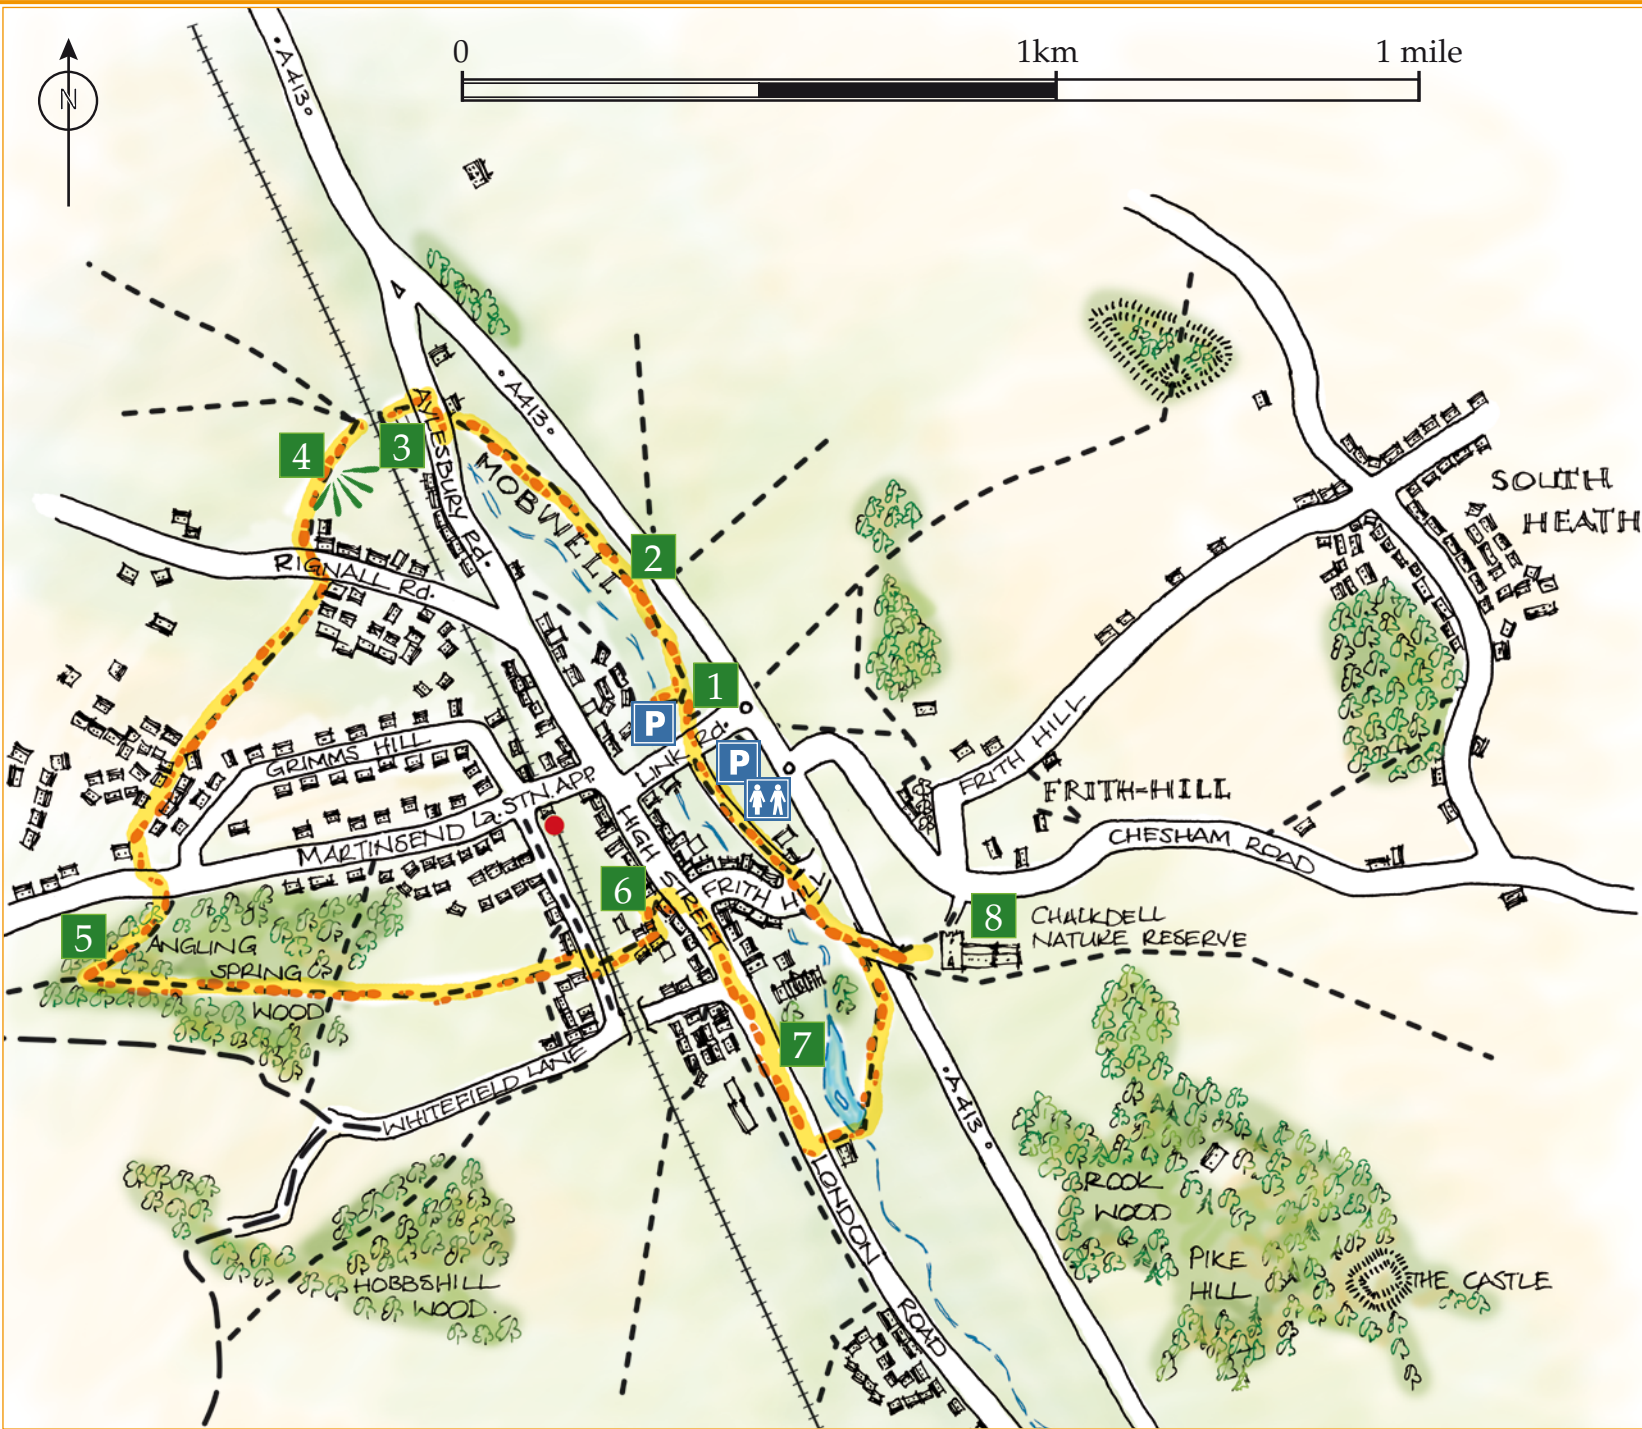 0 1km 1 mile
N
A413
A413
AYLESBURY Rd.
3
4
MOBWELL
2
SOUTH
HEATH
RIGNALL Rd.
1
P
LINK Rd.
P
GRIMMS HILL
STN. APP.
MARTINSEND La.
HIGH STREET
FRITH HILL
FRITH-HILL
CHESHAM ROAD
6
FRITH HILL
5
ANGLING
SPRING
WOOD
8
CHALKDELL
NATURE RESERVE
7
WHITEFIELD LANE
A413
LONDON ROAD
ROOK
WOOD
PIKE
HILL
THE CASTLE
HOBBSHILL
WOOD.